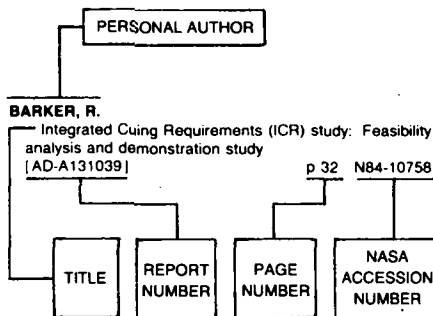 PERSONAL AUTHOR
BARKER, R.
Integrated Cuing Requirements (ICR) study: Feasibility
analysis and demonstration study
[AD-A131039] p 32 N84-10758
TITLE
REPORT
NUMBER
PAGE
NUMBER
NASA
ACCESSION
NUMBER